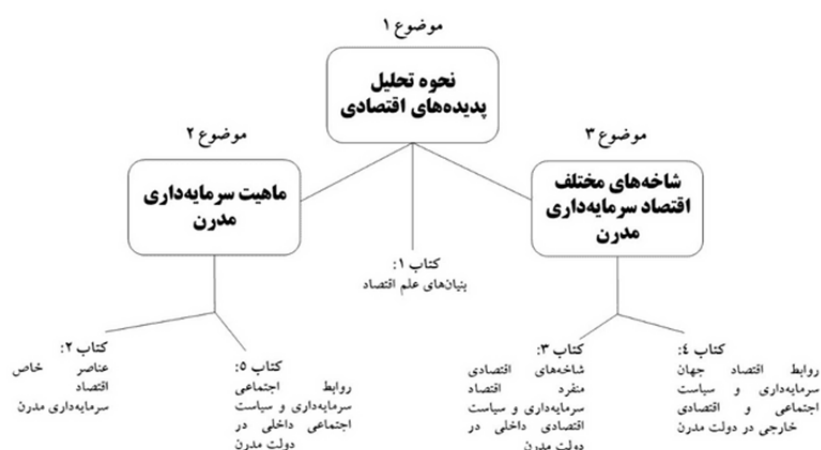 موضوع ۱
نحوه تحلیل
پدیده‌های اقتصادی
موضوع ۳
شاخه‌های مختلف
اقتصاد سرمایه‌داری
مدرن
موضوع ۲
ماهیت سرمایه‌داری
مدرن
کتاب ۱:
بنیان‌های علم اقتصاد
کتاب ۴:
روابط اقتصاد جهان
سرمایه‌داری و سیاست
اجتماعی و اقتصادی
خارجی در دولت مدرن
کتاب ۳:
شاخه‌های اقتصادی
منفرد اقتصاد
سرمایه‌داری و سیاست
اقتصادی داخلی در
دولت مدرن
کتاب ۵:
روابط اجتماعی
سرمایه‌داری و سیاست
اجتماعی داخلی در
دولت مدرن
کتاب ۲:
عناصر خاص
اقتصاد
سرمایه‌داری مدرن